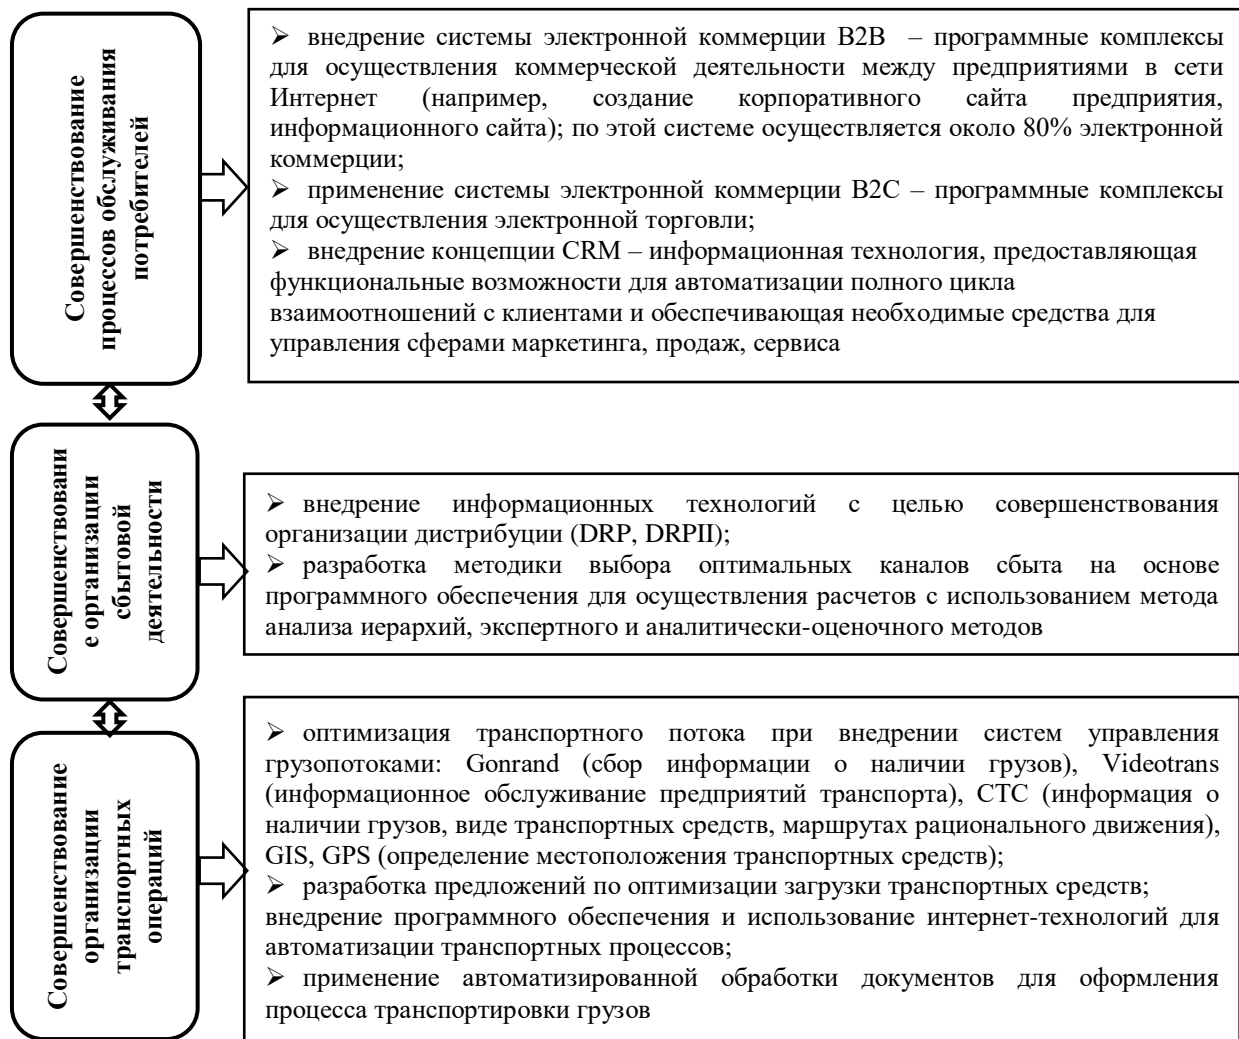 Совершенствование
процессов обслуживания
потребителей
➢ внедрение системы электронной коммерции B2B – программные комплексы
для осуществления коммерческой деятельности между предприятиями в сети
Интернет (например, создание корпоративного сайта предприятия,
информационного сайта); по этой системе осуществляется около 80% электронной
коммерции;
➢ применение системы электронной коммерции B2C – программные комплексы
для осуществления электронной торговли;
➢ внедрение концепции CRM – информационная технология, предоставляющая
функциональные возможности для автоматизации полного цикла
взаимоотношений с клиентами и обеспечивающая необходимые средства для
управления сферами маркетинга, продаж, сервиса
Совершенствовани
е организации
сбытовой
деятельности
➢ внедрение информационных технологий с целью совершенствования
организации дистрибуции (DRP, DRPII);
➢ разработка методики выбора оптимальных каналов сбыта на основе
программного обеспечения для осуществления расчетов с использованием метода
анализа иерархий, экспертного и аналитически-оценочного методов
Совершенствование
организации
транспортных
операций
➢ оптимизация транспортного потока при внедрении систем управления
грузопотоками: Gonrand (сбор информации о наличии грузов), Videotrans
(информационное обслуживание предприятий транспорта), СТС (информация о
наличии грузов, виде транспортных средств, маршрутах рационального движения),
GIS, GPS (определение местоположения транспортных средств);
➢ разработка предложений по оптимизации загрузки транспортных средств;
внедрение программного обеспечения и использование интернет-технологий для
автоматизации транспортных процессов;
➢ применение автоматизированной обработки документов для оформления
процесса транспортировки грузов